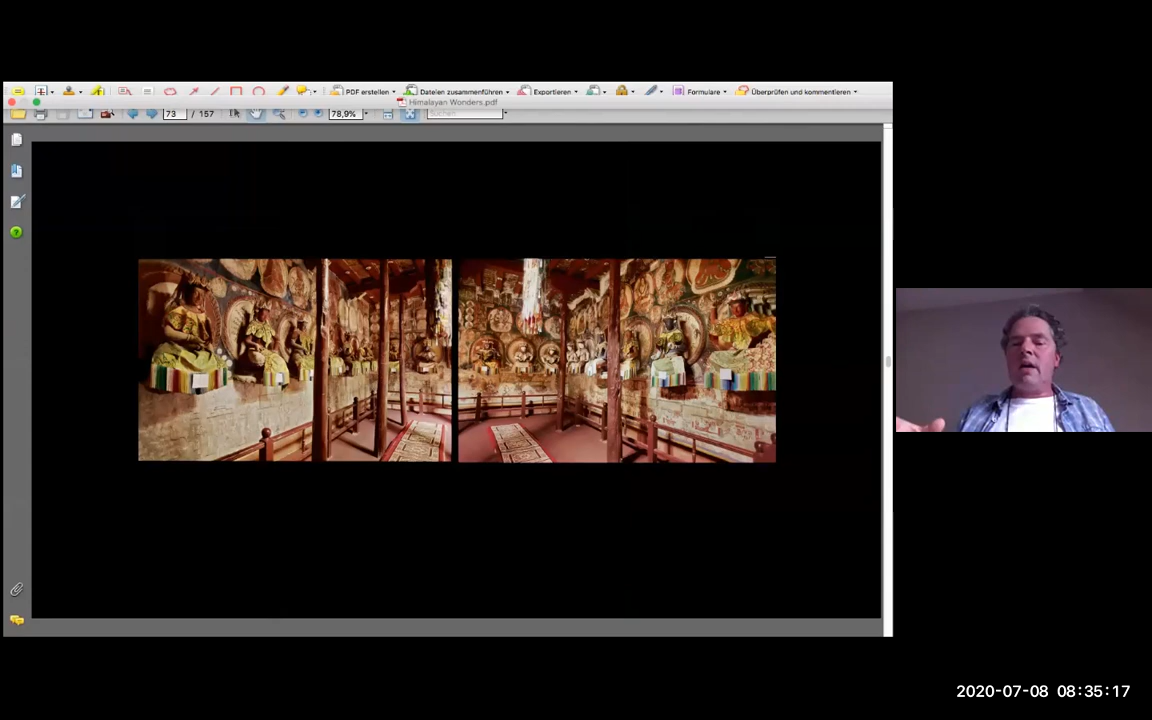 PDF erstellen Dateien zusammenführen Exportieren Formulare Überprüfen und kommentieren
Himalayan Wonders.pdf
73 / 157 78,9% Suchen
2020-07-08 08:35:17